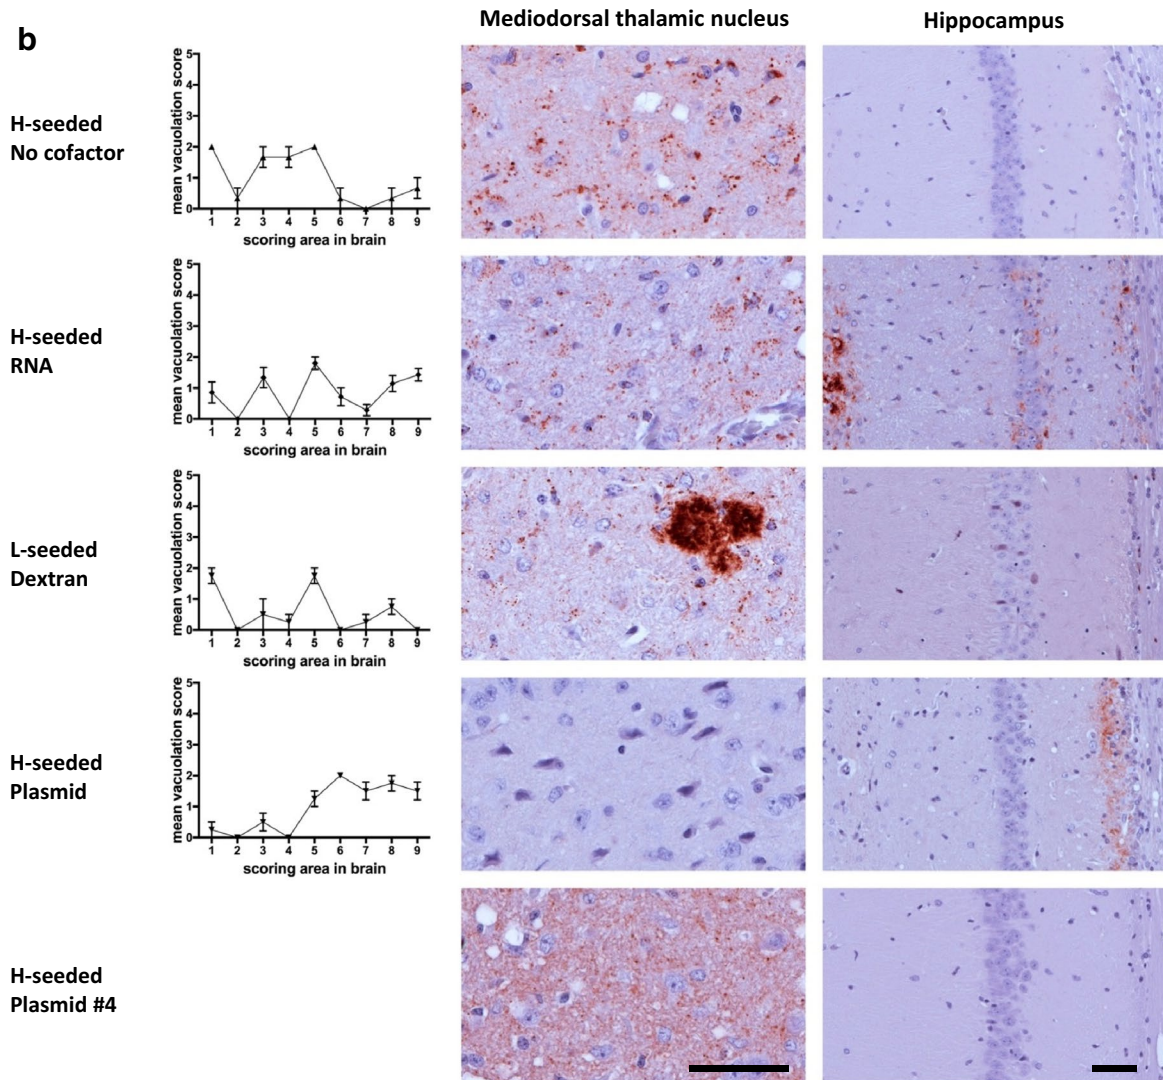 b
Mediodorsal thalamic nucleus
Hippocampus
H-seeded
No cofactor
mean vacuolation score
5
4
3
2
1
0
1 2 3 4 5 6 7 8 9
scoring area in brain
H-seeded
RNA
mean vacuolation score
5
4
3
2
1
0
1 2 3 4 5 6 7 8 9
scoring area in brain
L-seeded
Dextran
mean vacuolation score
5
4
3
2
1
0
1 2 3 4 5 6 7 8 9
scoring area in brain
H-seeded
Plasmid
mean vacuolation score
5
4
3
2
1
0
1 2 3 4 5 6 7 8 9
scoring area in brain
H-seeded
Plasmid #4